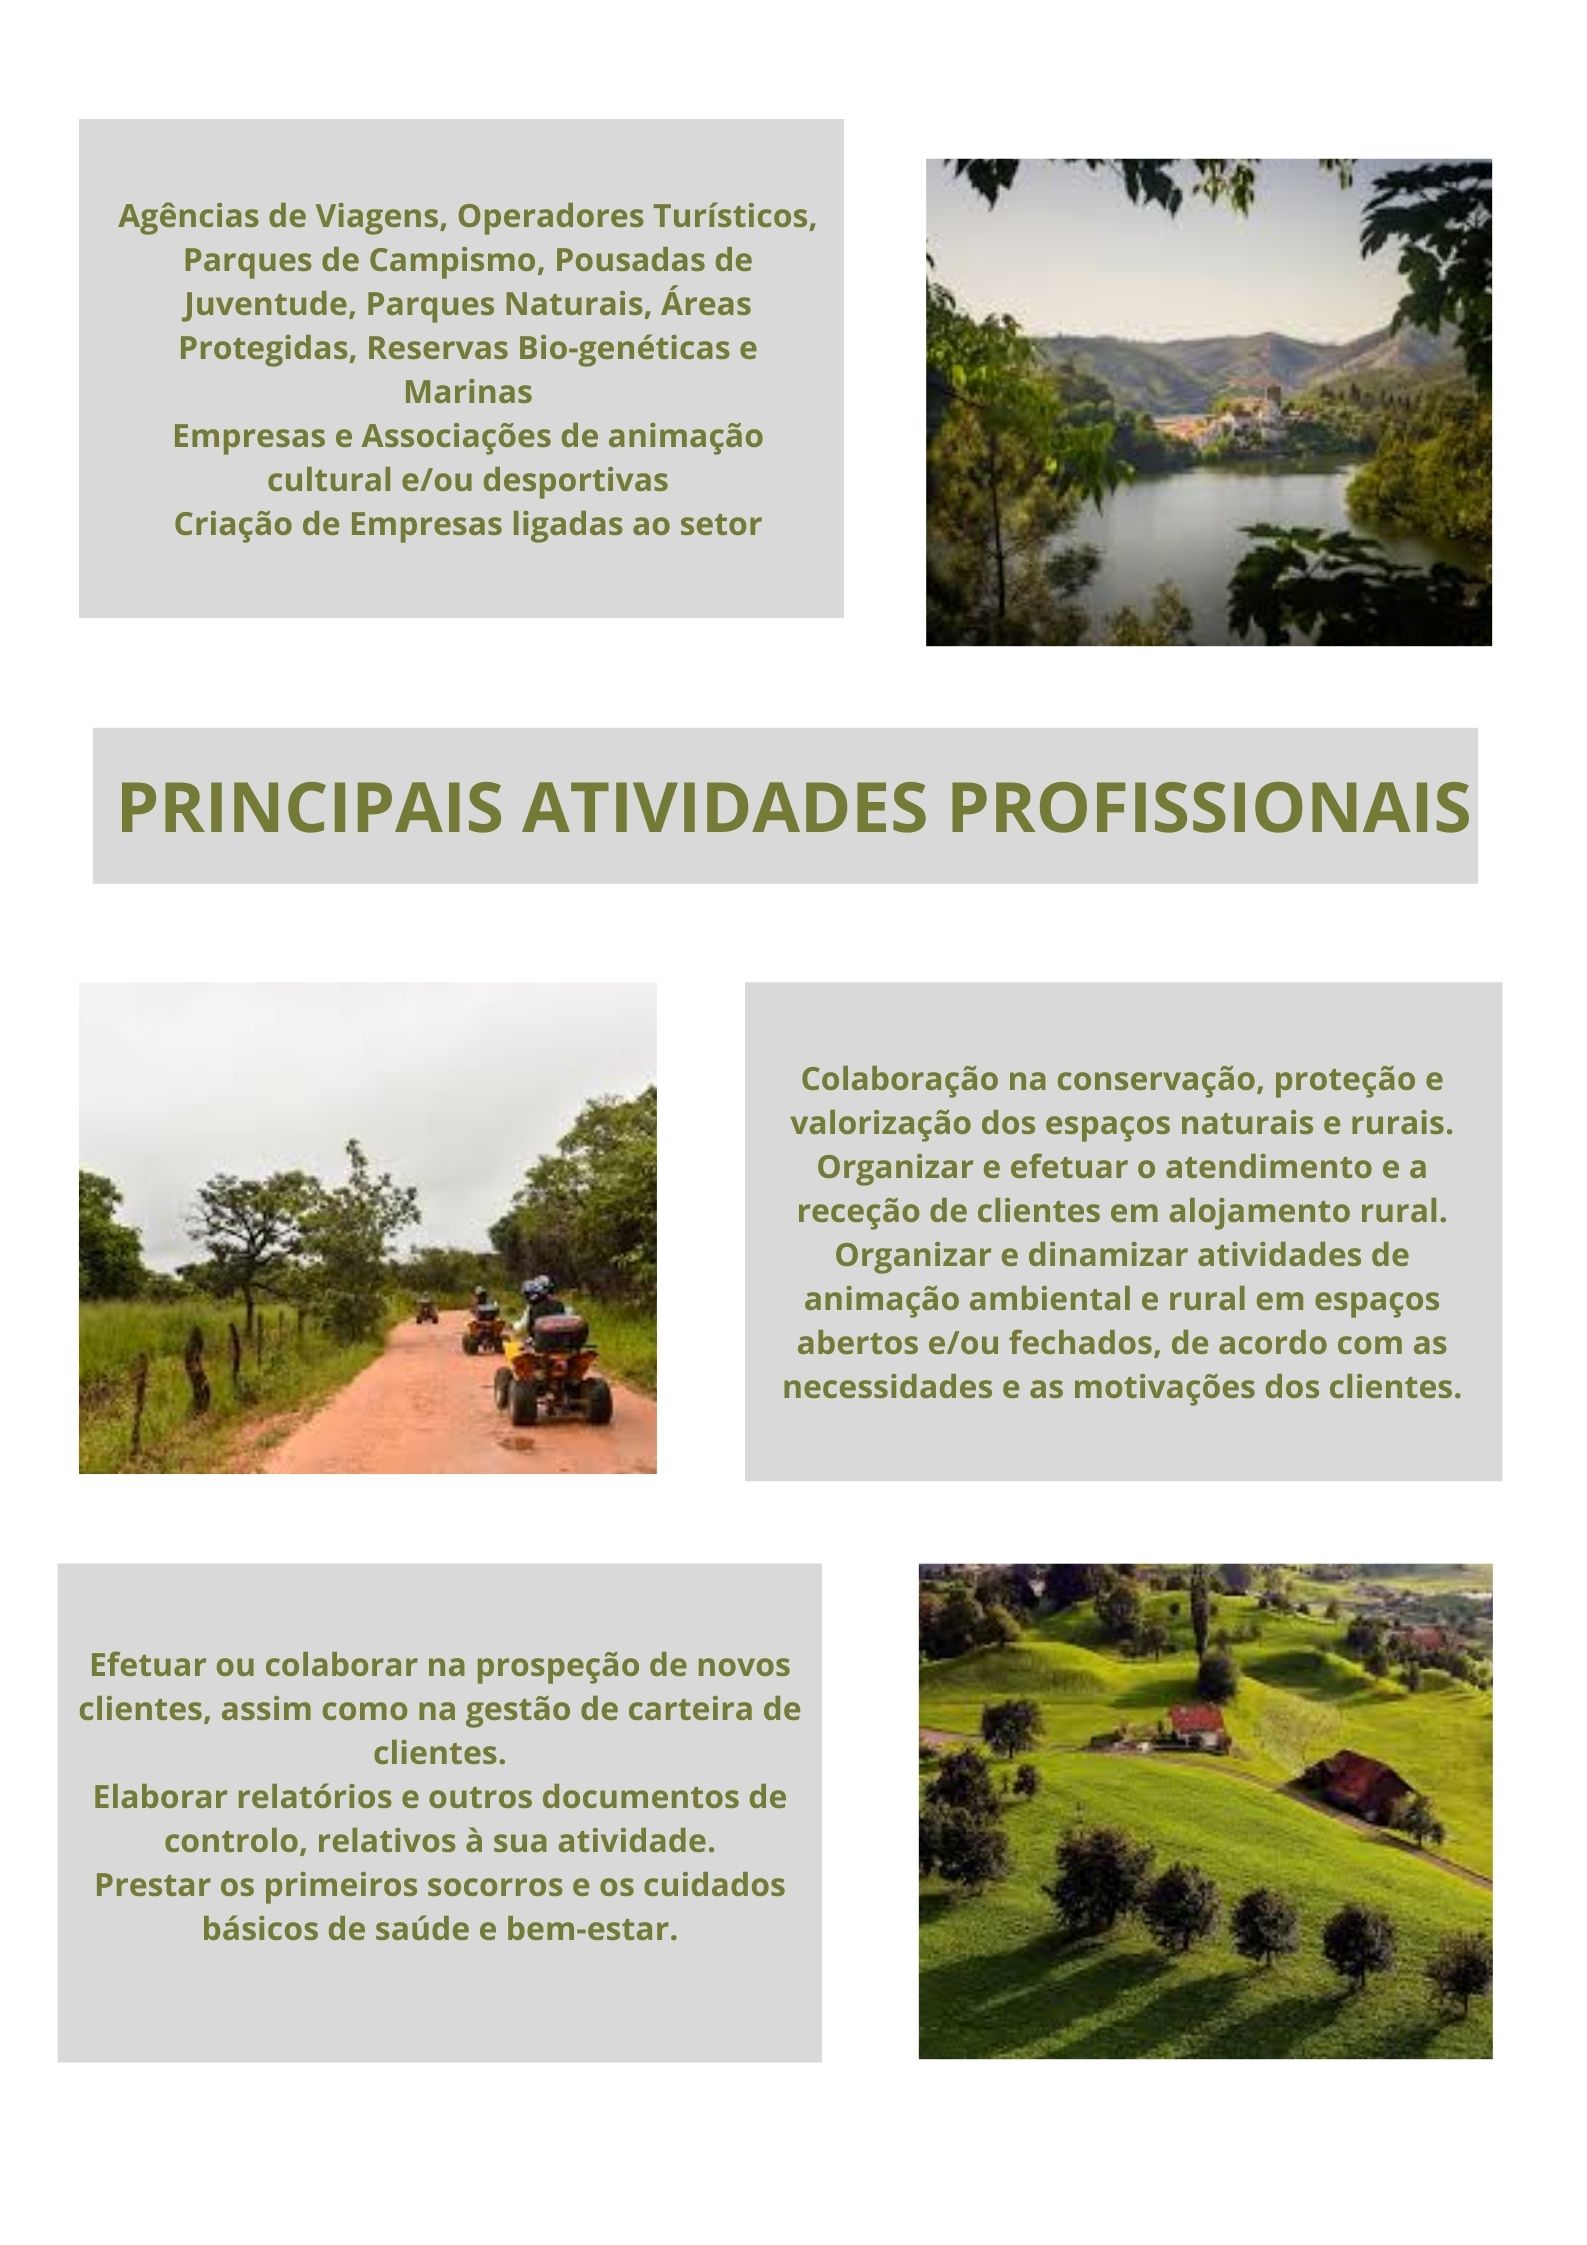 Agências de Viagens, Operadores Turísticos,
Parques de Campismo, Pousadas de
Juventude, Parques Naturais, Áreas
Protegidas, Reservas Bio-genéticas e
Marinas
Empresas e Associações de animação
cultural e/ou desportivas
Criação de Empresas ligadas ao setor
PRINCIPAIS ATIVIDADES PROFISSIONAIS
Colaboração na conservação, proteção e
valorização dos espaços naturais e rurais.
Organizar e efetuar o atendimento e a
receção de clientes em alojamento rural.
Organizar e dinamizar atividades de
animação ambiental e rural em espaços
abertos e/ou fechados, de acordo com as
necessidades e as motivações dos clientes.
Efetuar ou colaborar na prospeção de novos
clientes, assim como na gestão de carteira de
clientes.
Elaborar relatórios e outros documentos de
controlo, relativos à sua atividade.
Prestar os primeiros socorros e os cuidados
básicos de saúde e bem-estar.